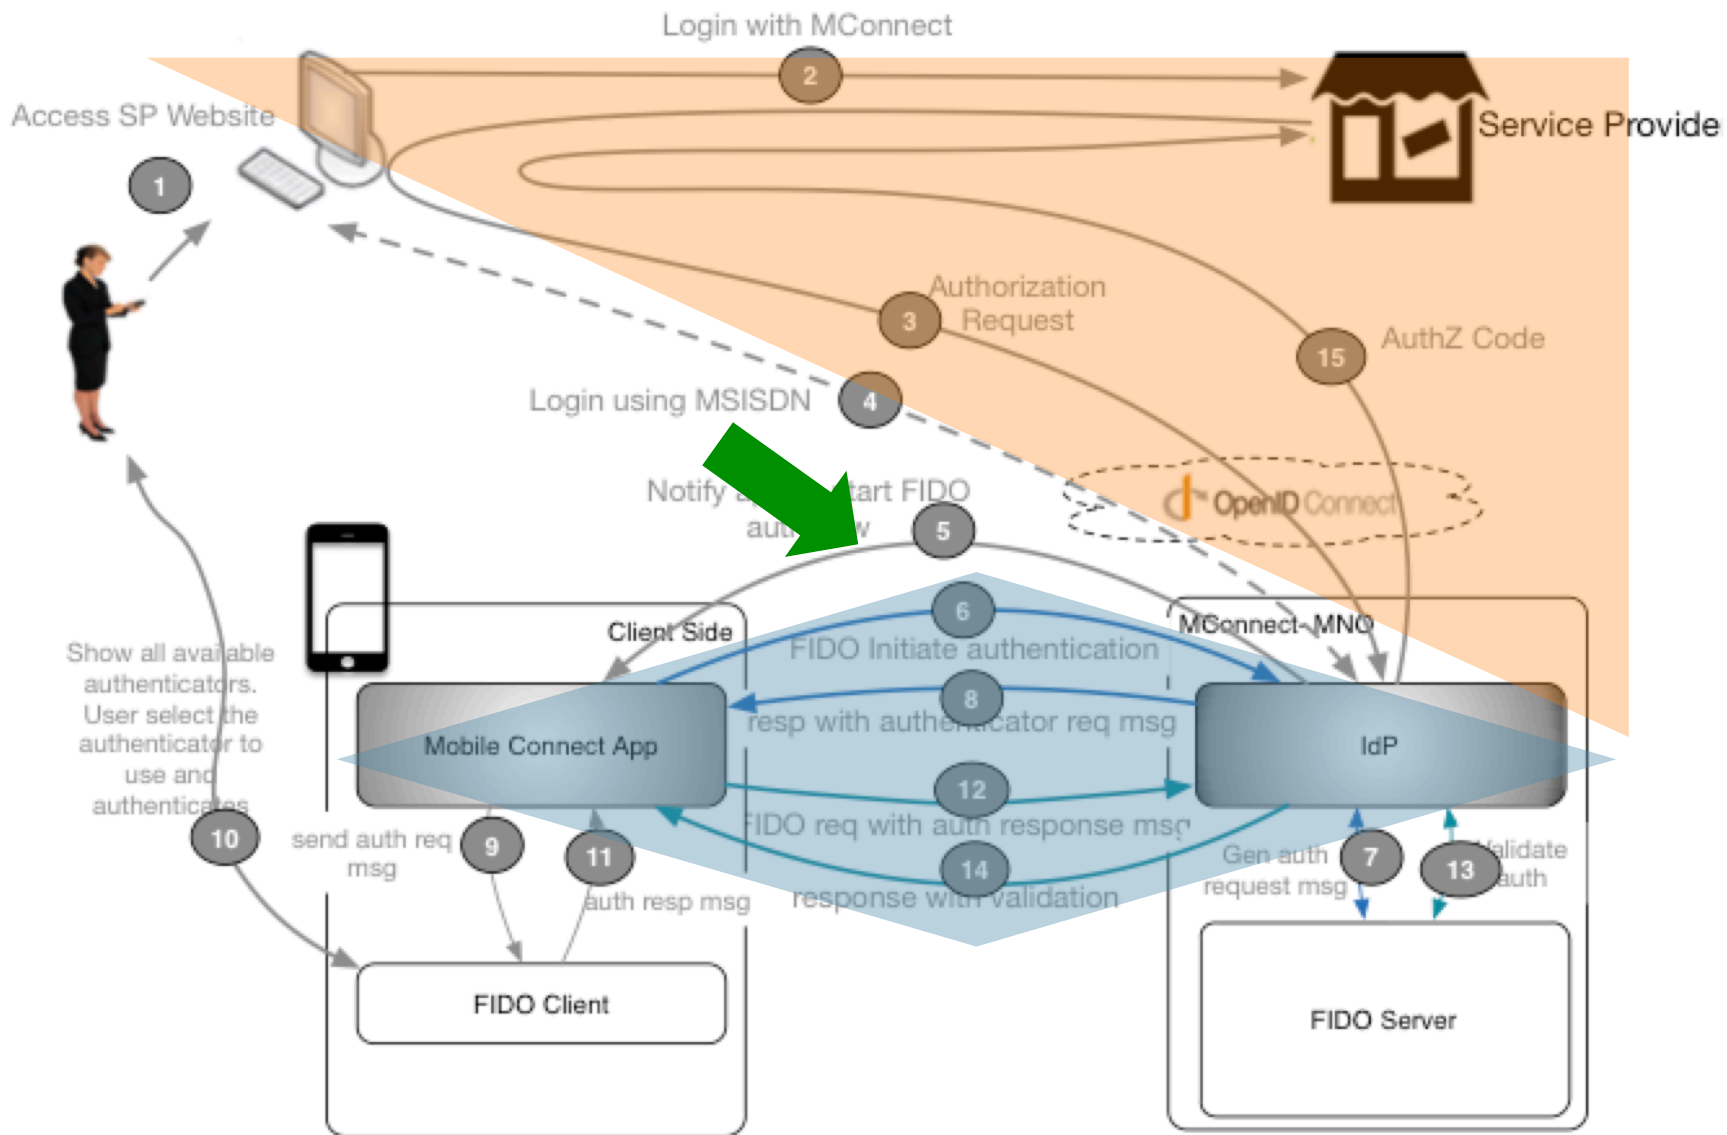 Login with MConnect
2
Access SP Website
Service Provide
1
Authorization
3
Request
15
AuthZ Code
Login using MSISDN
4
Notify
tart FIDO
5
OpenID Connect
6
Client Side
MConnect- MNO
FIDO Initiate authentication
Show all available
authenticators.
User select the
authenticator to
use and
authenticates
8
resp with authenticator req msg
Mobile Connect App
IdP
12
FIDO req with auth response msg
10
send auth req
msg
9
11
14
Gen auth
request msg
7
13
Validate
auth
auth resp msg
response with validation
FIDO Client
FIDO Server